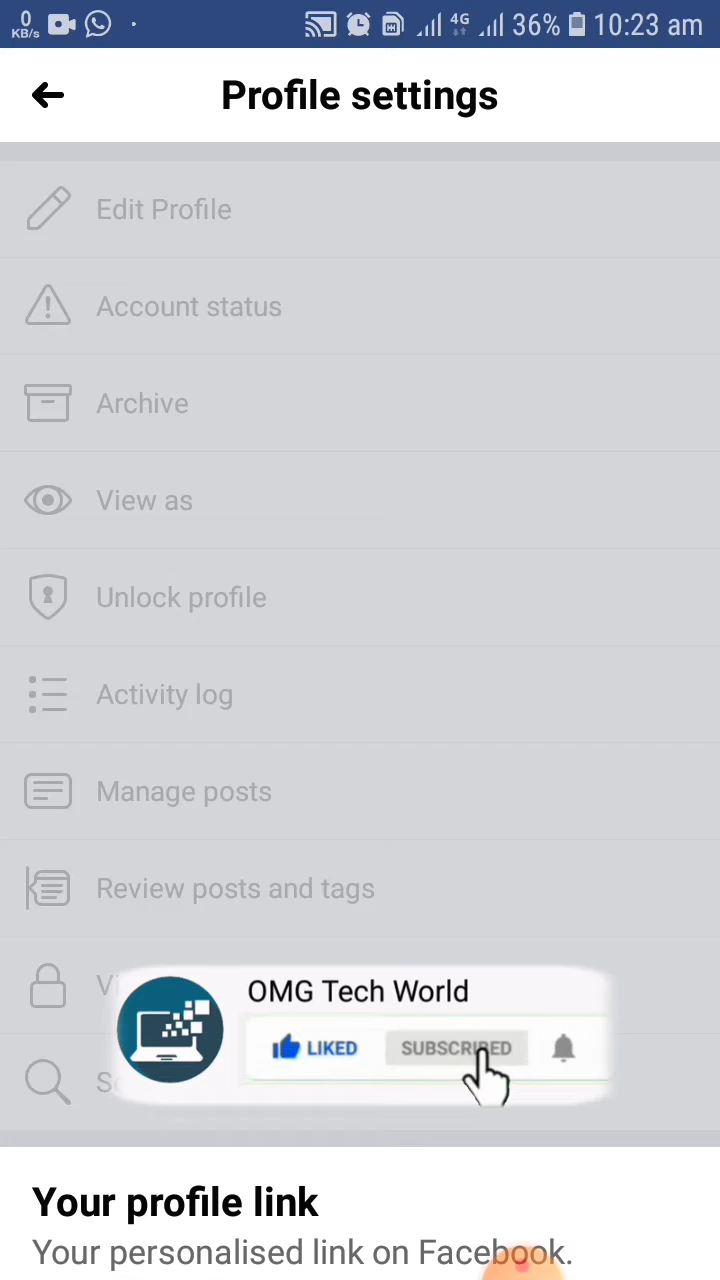 0
KB/s
4G
36%
10:23 am
Profile settings
Edit Profile
Account status
Archive
View as
Unlock profile
Activity log
Manage posts
Review posts and tags
OMG Tech World
LIKED
SUBSCRIBED
Your profile link
Your personalised link on Facebook.